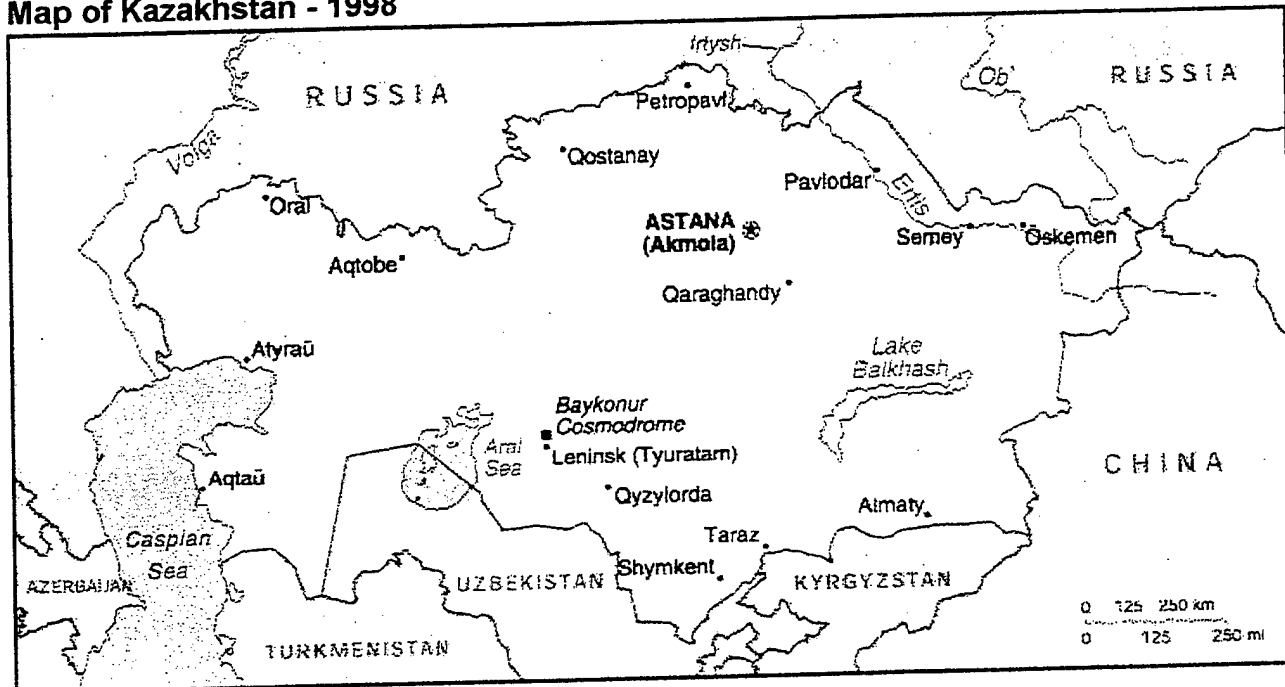 Map of Kazakhstan - 1998
Irtysh
Ob'
RUSSIA
RUSSIA
Petropavl
Volga
Qostanay
Pavlodar
Ertis
Oral
ASTANA
(Akmola)
Semey
Öskemen
Aqtobe
Qaraghandy
Atyraū
Lake
Balkhash
Baykonur
Cosmodrome
Aral
Sea
Leninsk (Tyuratam)
CHINA
Aqtaū
Qyzylorda
Almaty
Caspian
Sea
Taraz
AZERBAIJAN
UZBEKISTAN
Shymkent
KYRGYZSTAN
0 125 250 km
0 125 250 mi
TURKMENISTAN